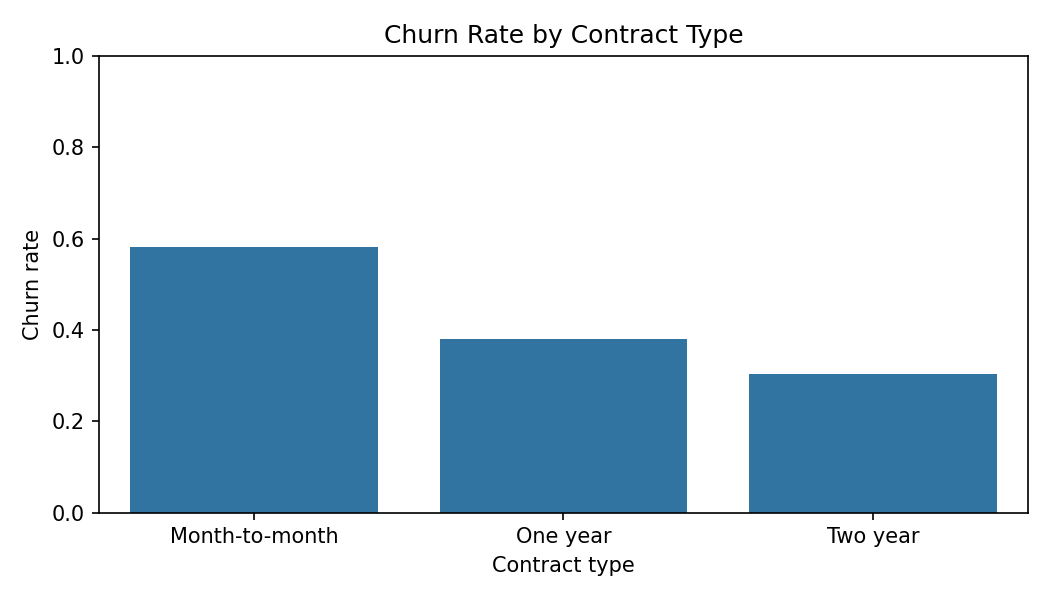 Churn Rate by Contract Type
1.0
0.8
0.6
0.4
0.2
0.0
Churn rate
Month-to-month One year Two year
Contract type